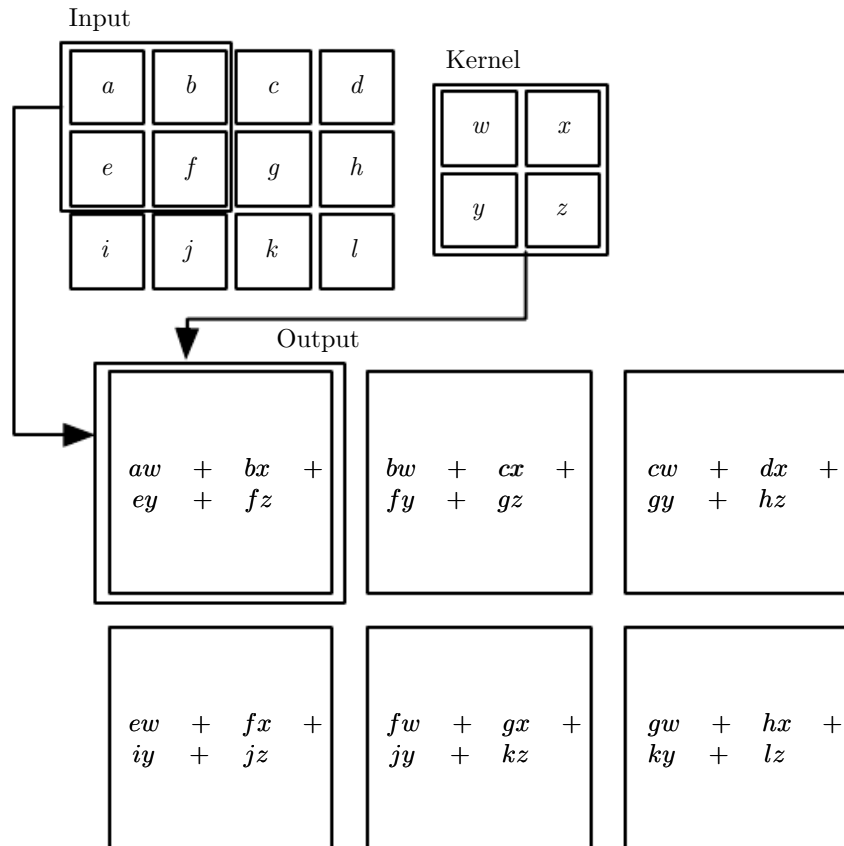 Input
Kernel
a b c d
w x
e f g h
y z
i j k l
Output
aw + bx +
ey + fz
bw + cx +
fy + gz
cw + dx +
gy + hz
ew + fx +
iy + jz
fw + gx +
jy + kz
gw + hx +
ky + lz